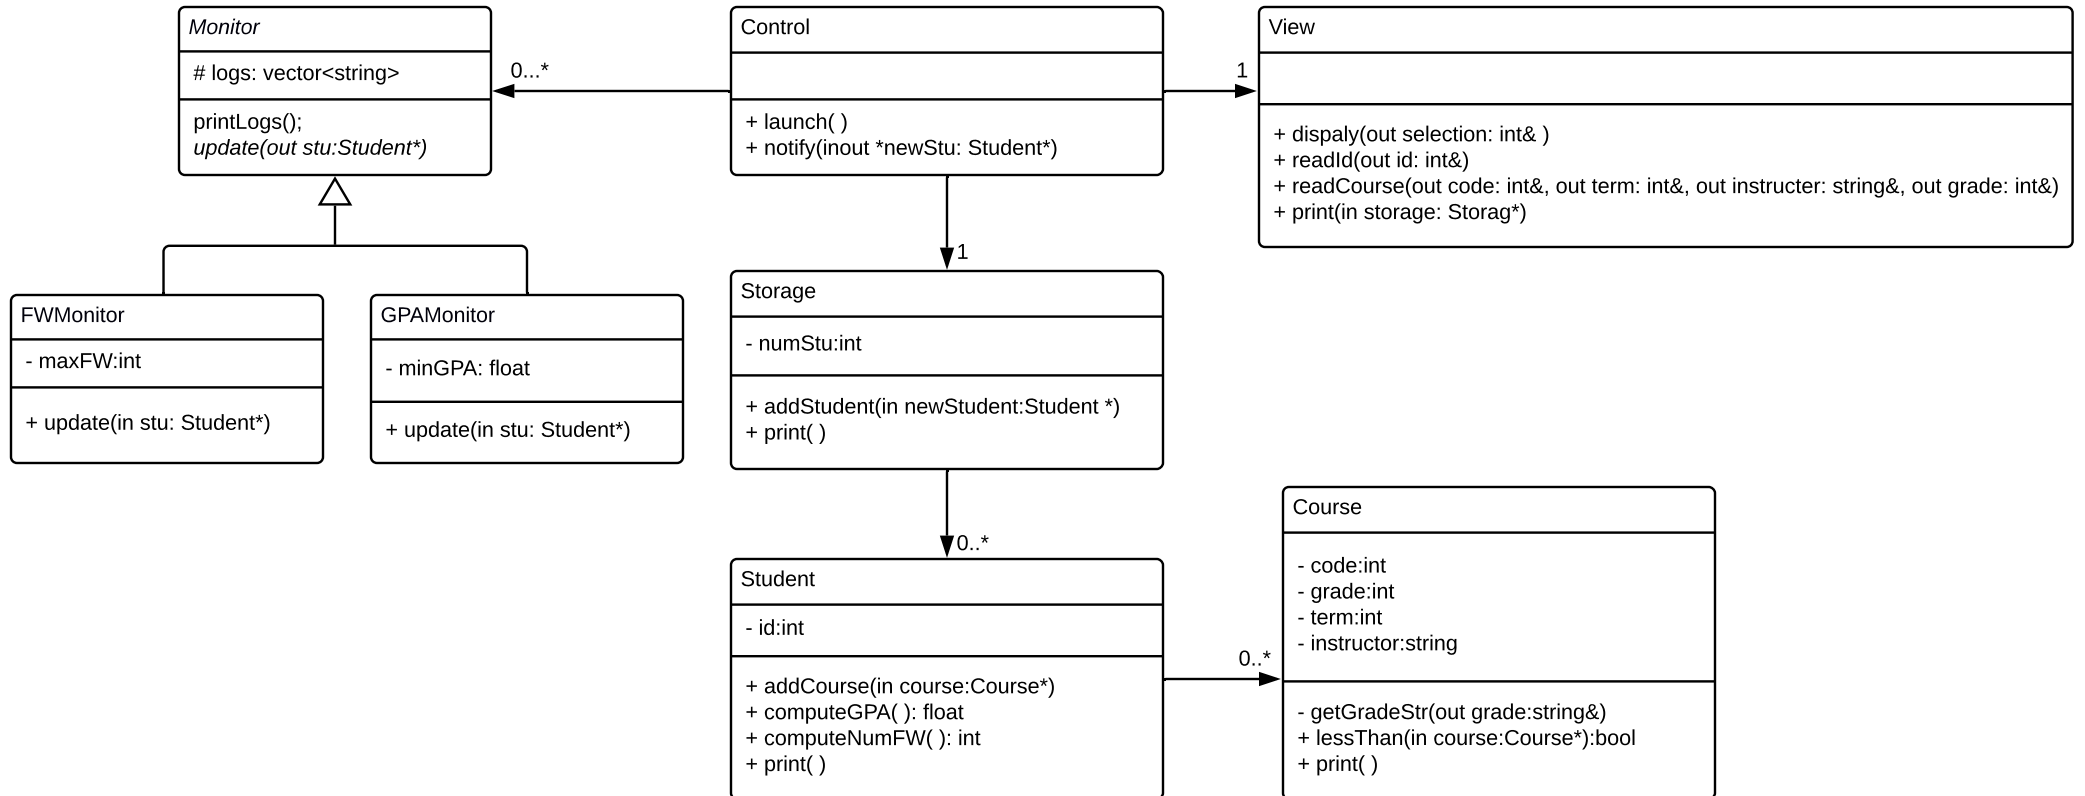 Monitor
# logs: vector<string>
printLogs();
update(out stu:Student*)
0...*
Control
+ launch( )
+ notify(inout *newStu: Student*)
1
View
+ dispaly(out selection: int& )
+ readId(out id: int&)
+ readCourse(out code: int&, out term: int&, out instructer: string&, out grade: int&)
+ print(in storage: Storag*)
FWMonitor
- maxFW:int
+ update(in stu: Student*)
GPAMonitor
- minGPA: float
+ update(in stu: Student*)
1
Storage
- numStu:int
+ addStudent(in newStudent:Student *)
+ print( )
0..*
Student
- id:int
+ addCourse(in course:Course*)
+ computeGPA( ): float
+ computeNumFW( ): int
+ print( )
0..*
Course
- code:int
- grade:int
- term:int
- instructor:string
- getGradeStr(out grade:string&)
+ lessThan(in course:Course*):bool
+ print( )